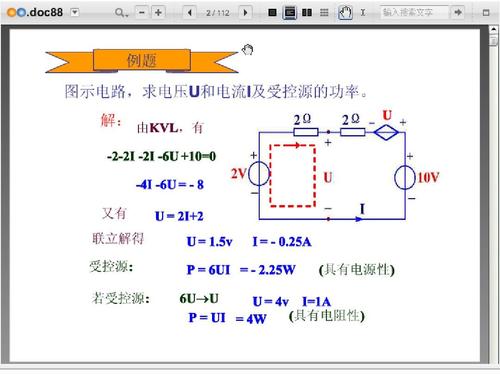 .doc88
2 / 112
输入搜索文字
例题
图示电路，求电压U和电流I及受控源的功率。
解：
由KVL，有
-2-2I -2I -6U +10=0
-4I -6U = - 8
又有 U = 2I+2
联立解得 U = 1.5v I = - 0.25A
受控源： P = 6UI = - 2.25W (具有电源性)
若受控源： 6U→U U = 4v I=1A
P = UI = 4W (具有电阻性)
2Ω 2Ω − U +
+ +
2V U 10V
− − −
I